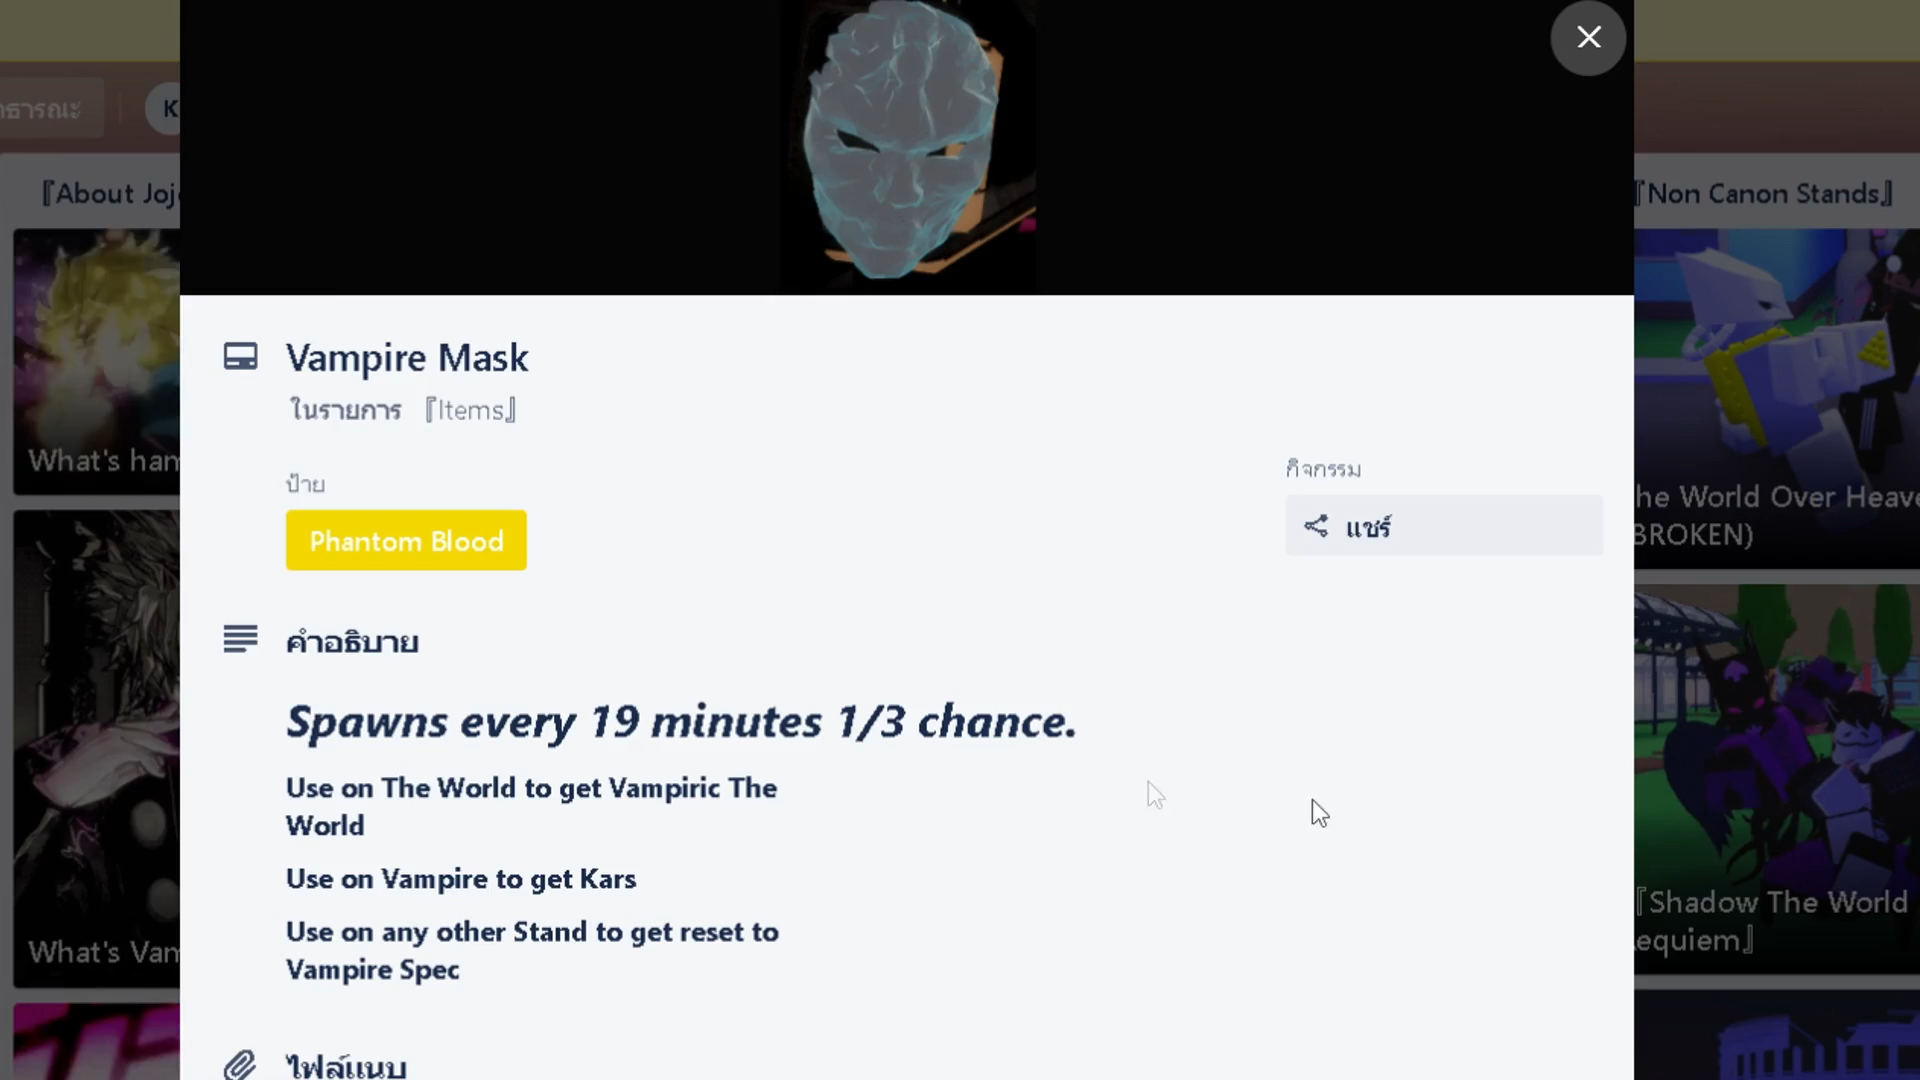 ธารณะ
K
『About Joj
『Non Canon Stands』
Vampire Mask
ในรายการ 『Items』
What's ham
ป้าย
กิจกรรม
Phantom Blood
แชร์
he World Over Heave
BROKEN)
คำอธิบาย
Spawns every 19 minutes 1/3 chance.
Use on The World to get Vampiric The
World
Use on Vampire to get Kars
『Shadow The World
equiem』
Use on any other Stand to get reset to
Vampire Spec
What's Vam
ไฟล์แนบ